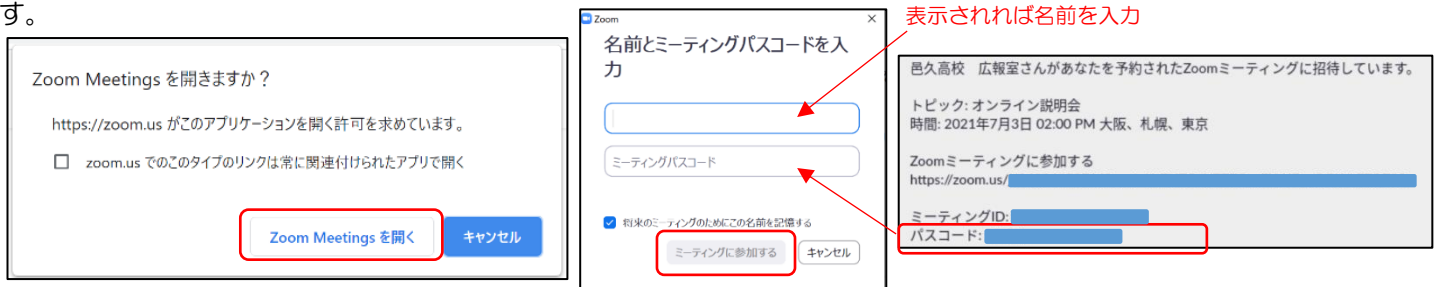 す。
Zoom Meetings を開きますか？
https://zoom.us がこのアプリケーションを開く許可を求めています。
zoom.us でのこのタイプのリンクは常に関連付けられたアプリで開く
Zoom Meetings を開く
キャンセル
Zoom
名前とミーティングパスコードを入
力
ミーティングパスコード
将来のミーティングのためにこの名前を記憶する
ミーティングに参加する
キャンセル
表示されれば名前を入力
邑久高校　広報室さんがあなたを予約されたZoomミーティングに招待しています。
トピック: オンライン説明会
時間: 2021年7月3日 02:00 PM 大阪、札幌、東京
Zoomミーティングに参加する
https://zoom.us/
ミーティングID:
パスコード: